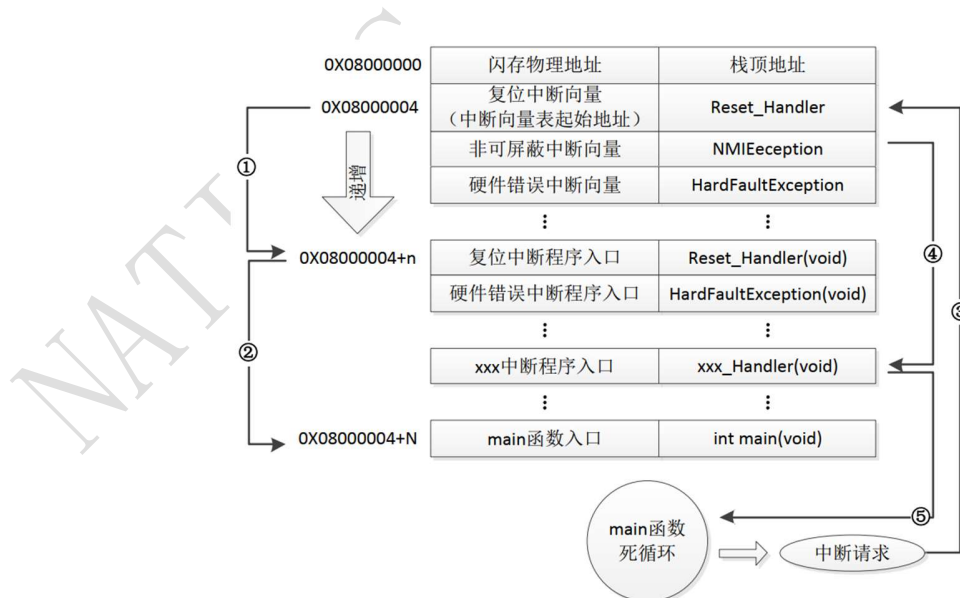 0X08000000 闪存物理地址 栈顶地址
0X08000004 复位中断向量
（中断向量表起始地址） Reset_Handler
非可屏蔽中断向量 NMIEeception
① 递增
硬件错误中断向量 HardFaultException
⋮ ⋮
④
0X08000004+n 复位中断程序入口 Reset_Handler(void)
硬件错误中断程序入口 HardFaultException(void)
③
⋮ ⋮
②
xxx中断程序入口 xxx_Handler(void)
⋮ ⋮
0X08000004+N main函数入口 int main(void)
⑤
main函数
死循环
中断请求